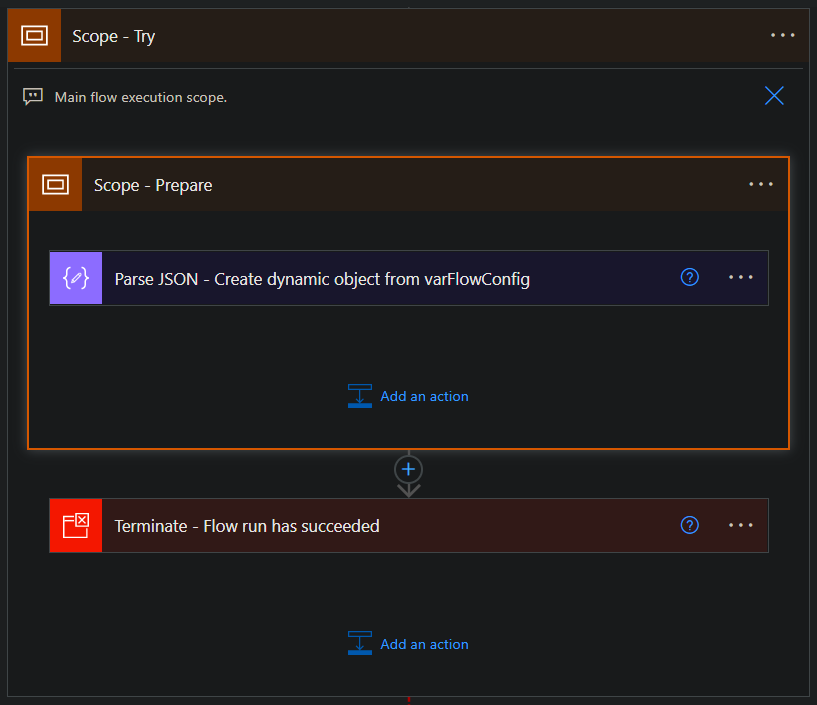 Scope - Try
Main flow execution scope.
Scope - Prepare
Parse JSON - Create dynamic object from varFlowConfig
Add an action
Terminate - Flow run has succeeded
Add an action